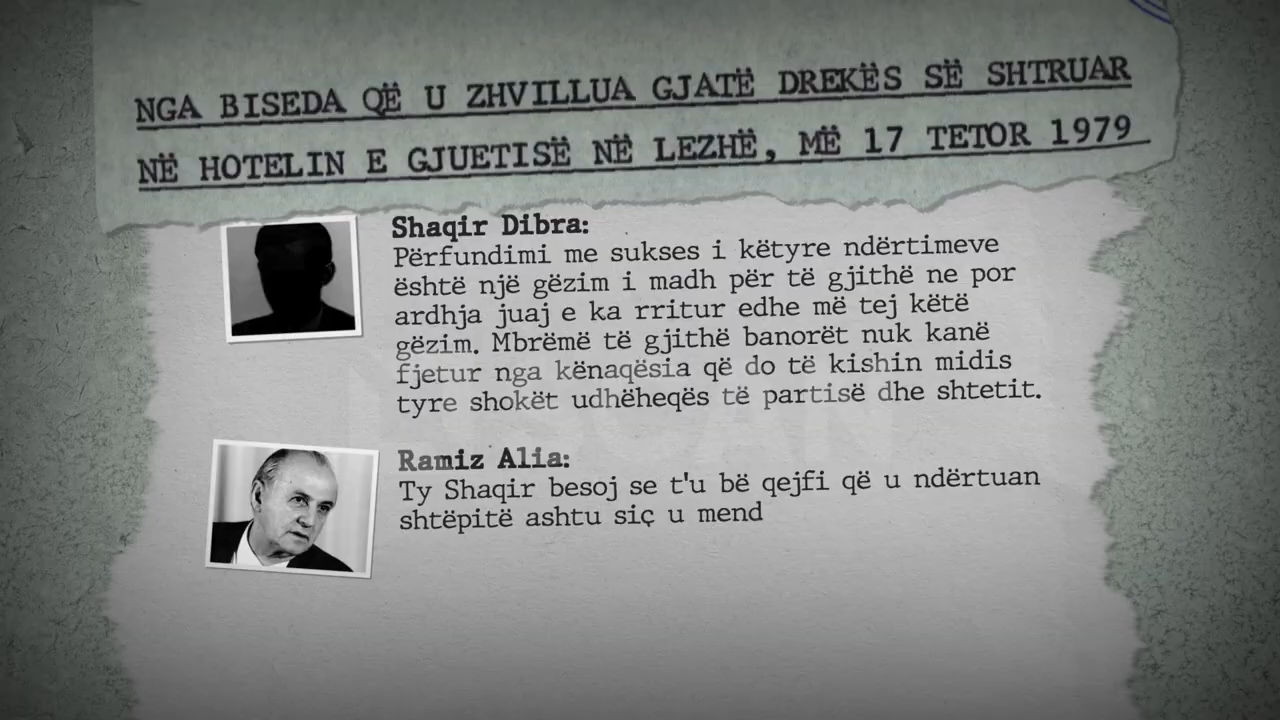 NGA BISEDA QË U ZHVILLUA GJATË DREKËS SË SHTRUAR
NË HOTELIN E GJUETISË NË LEZHË, MË 17 TETOR 1979
Shaqir Dibra:
Përfundimi me sukses i këtyre ndërtimeve
është një gëzim i madh për të gjithë ne por
ardhja juaj e ka rritur edhe më tej këtë
gëzim. Mbrëmë të gjithë banorët nuk kanë
fjetur nga kënaqësia që do të kishin midis
tyre shokët udhëheqës të partisë dhe shtetit.
Ramiz Alia:
Ty Shaqir besoj se t'u bë qejfi që u ndërtuan
shtëpitë ashtu siç u mend